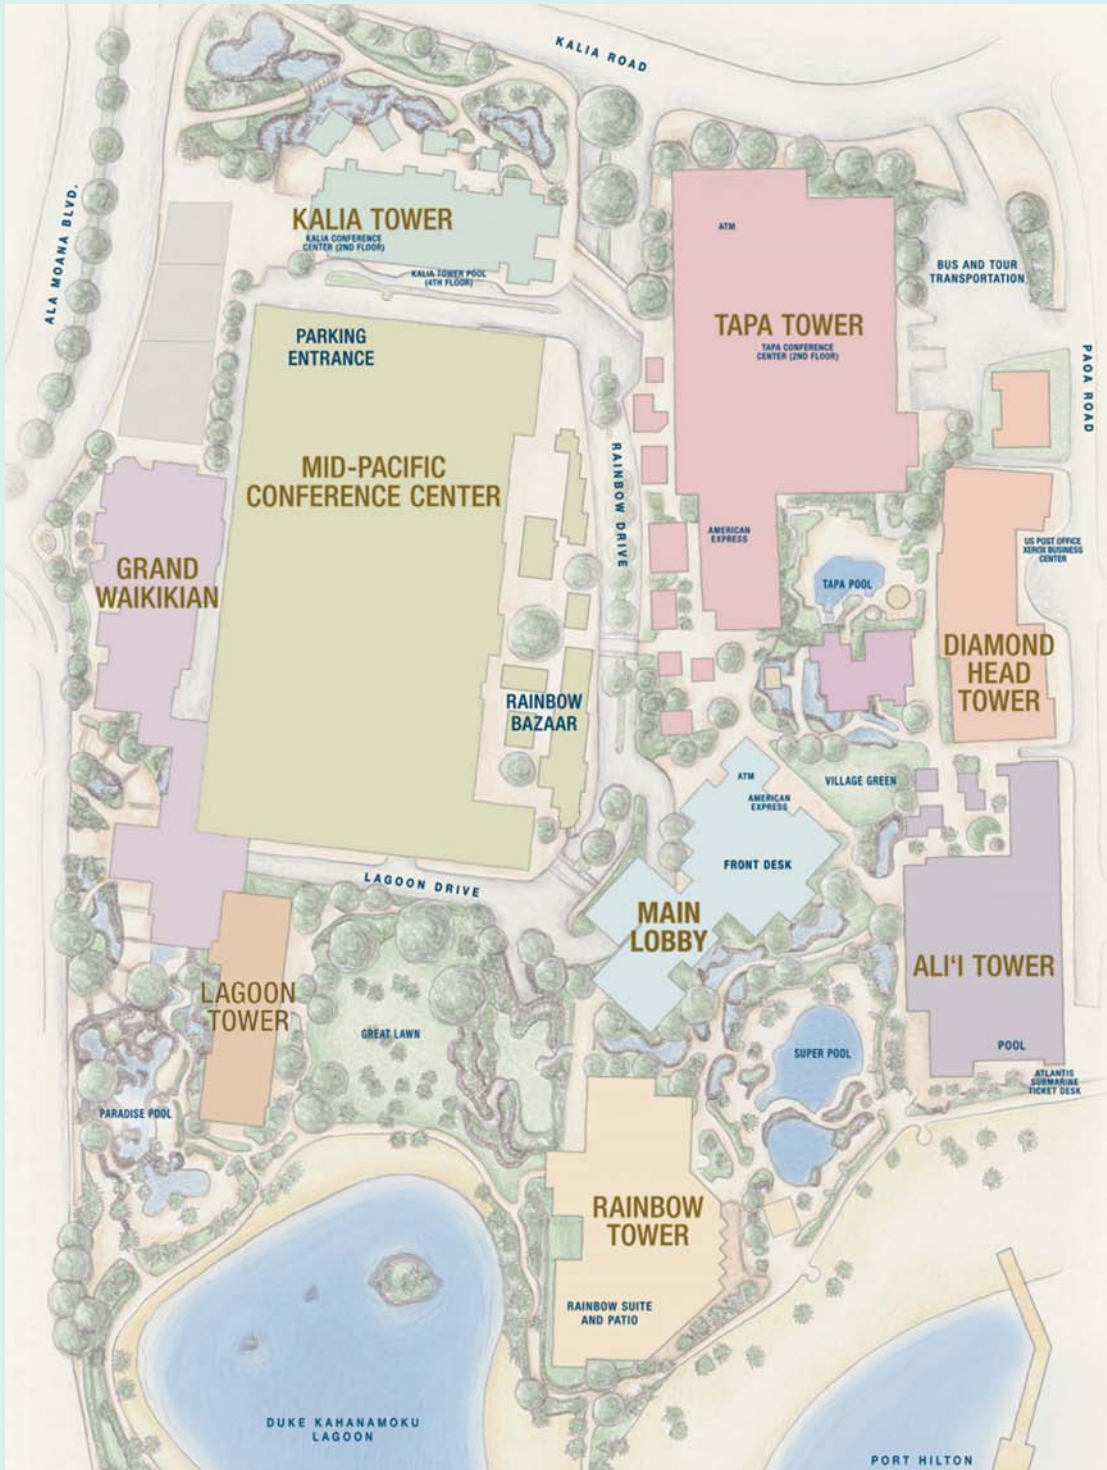 KALIA ROAD
ALA MOANA BLVD.
KALIA TOWER
KALIA CONFERENCE
CENTER (2ND FLOOR)
KALIA TOWER POOL
(4TH FLOOR)
ATM
BUS AND TOUR
TRANSPORTATION
TAPA TOWER
TAPA CONFERENCE
CENTER (2ND FLOOR)
PARKING
ENTRANCE
PAOA ROAD
MID-PACIFIC
CONFERENCE CENTER
RAINBOW DRIVE
AMERICAN
EXPRESS
US POST OFFICE
XEROX BUSINESS
CENTER
GRAND
WAIKIKIAN
TAPA POOL
DIAMOND
HEAD
TOWER
RAINBOW
BAZAAR
ATM
AMERICAN
EXPRESS
VILLAGE GREEN
FRONT DESK
LAGOON DRIVE
MAIN
LOBBY
ALI'I TOWER
LAGOON
TOWER
GREAT LAWN
SUPER POOL
POOL
ATLANTIS
SUBMARINE
TICKET DESK
PARADISE POOL
RAINBOW
TOWER
RAINBOW SUITE
AND PATIO
DUKE KAHANAMOKU
LAGOON
PORT HILTON